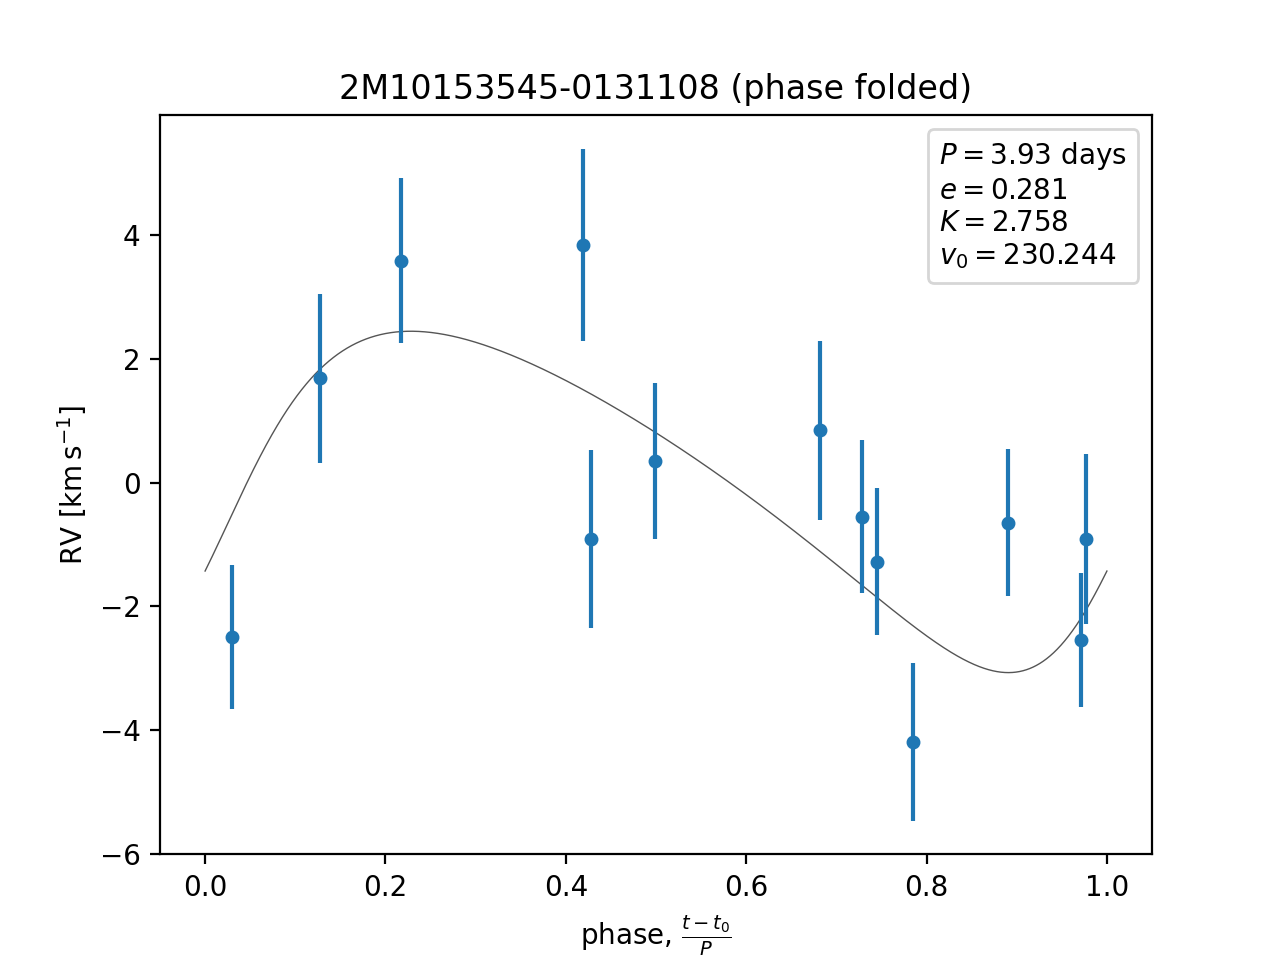 2M10153545-0131108 (phase folded)
P = 3.93 days
e = 0.281
K = 2.758
v₀ = 230.244
RV [km s⁻¹]
4
2
0
−2
−4
−6
0.0 0.2 0.4 0.6 0.8 1.0
phase, (t − t₀)/P